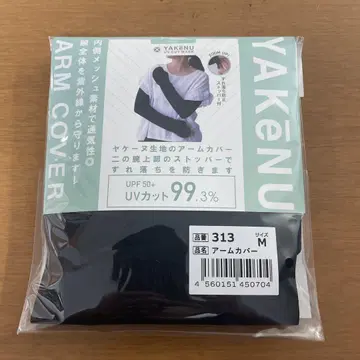 YAKeNU
ヤケーヌ生地のアームカバー
二の腕上部のストッパーで
ずれ落ちを防ぎます
UPF50+
UVカット99.3%
YAKēNU
ARM COVER
内側メッシュ素材で通気性◎
腕全体を紫外線から守ります！
品番 313 サイズ M
品名 アームカバー
4 560151 450704